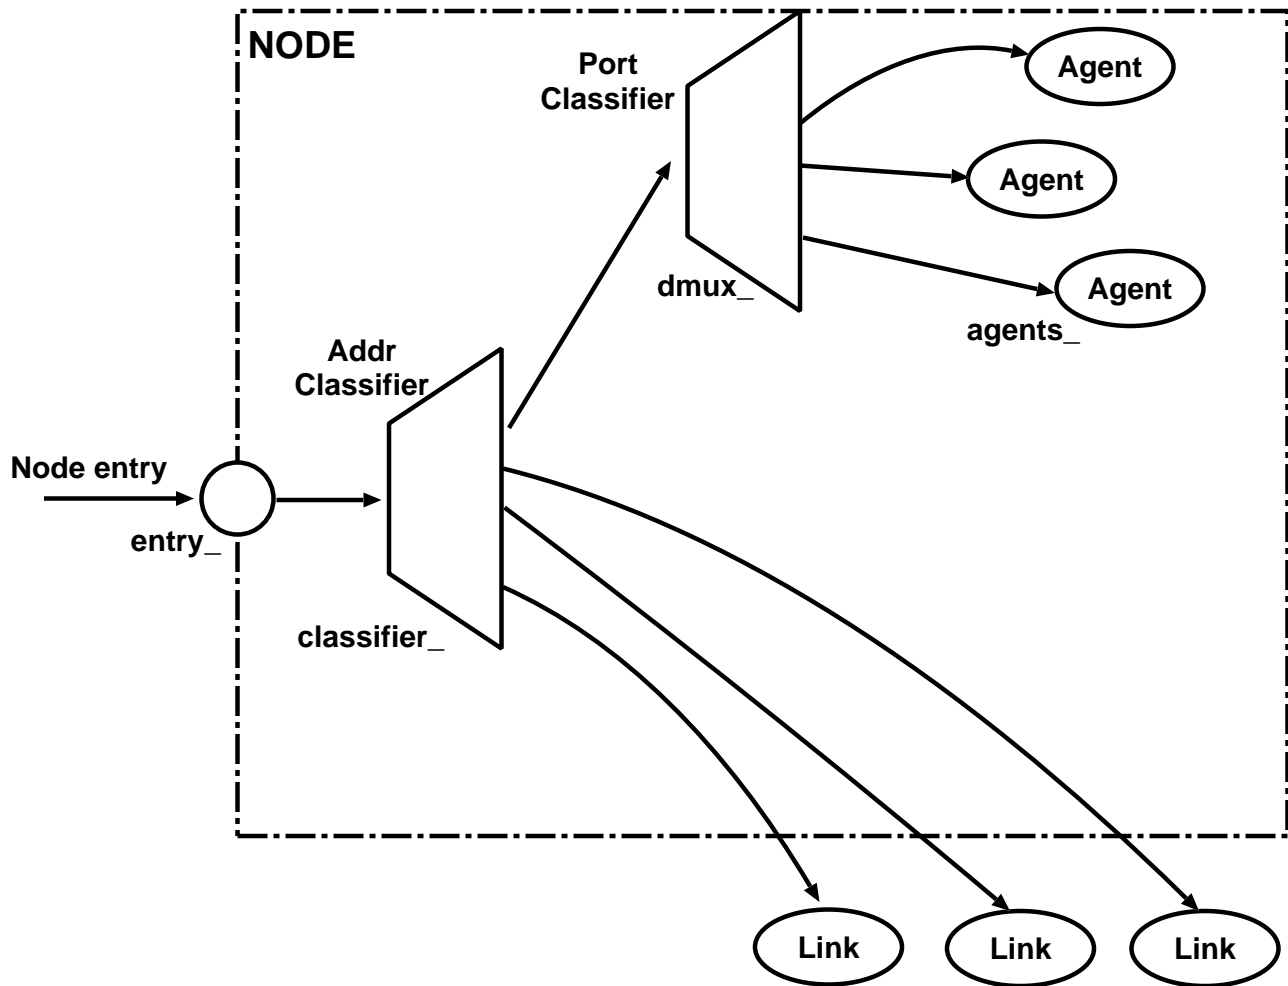 NODE
Port
Classifier
Agent
Agent
Agent
dmux_
agents_
Addr
Classifier
Node entry
entry_
classifier_
Link
Link
Link